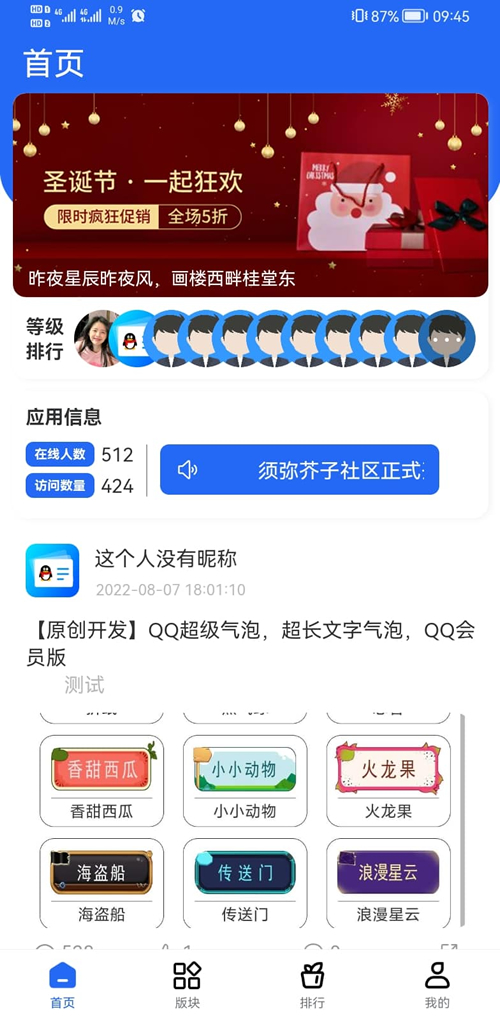 HD 1 4G 4G 0.9 M/s 87% 09:45
HD 2
首页
MERRY CHRISTMAS
圣诞节·一起狂欢
限时疯狂促销 全场5折
昨夜星辰昨夜风，画楼西畔桂堂东
等级
排行
应用信息
在线人数 512
访问数量 424
须弥芥子社区正式
这个人没有昵称
2022-08-07 18:01:10
【原创开发】QQ超级气泡，超长文字气泡，QQ会
员版
测试
香甜西瓜 小小动物 火龙果
香甜西瓜 小小动物 火龙果
海盗船 传送门 浪漫星云
海盗船 传送门 浪漫星云
首页 版块 排行 我的